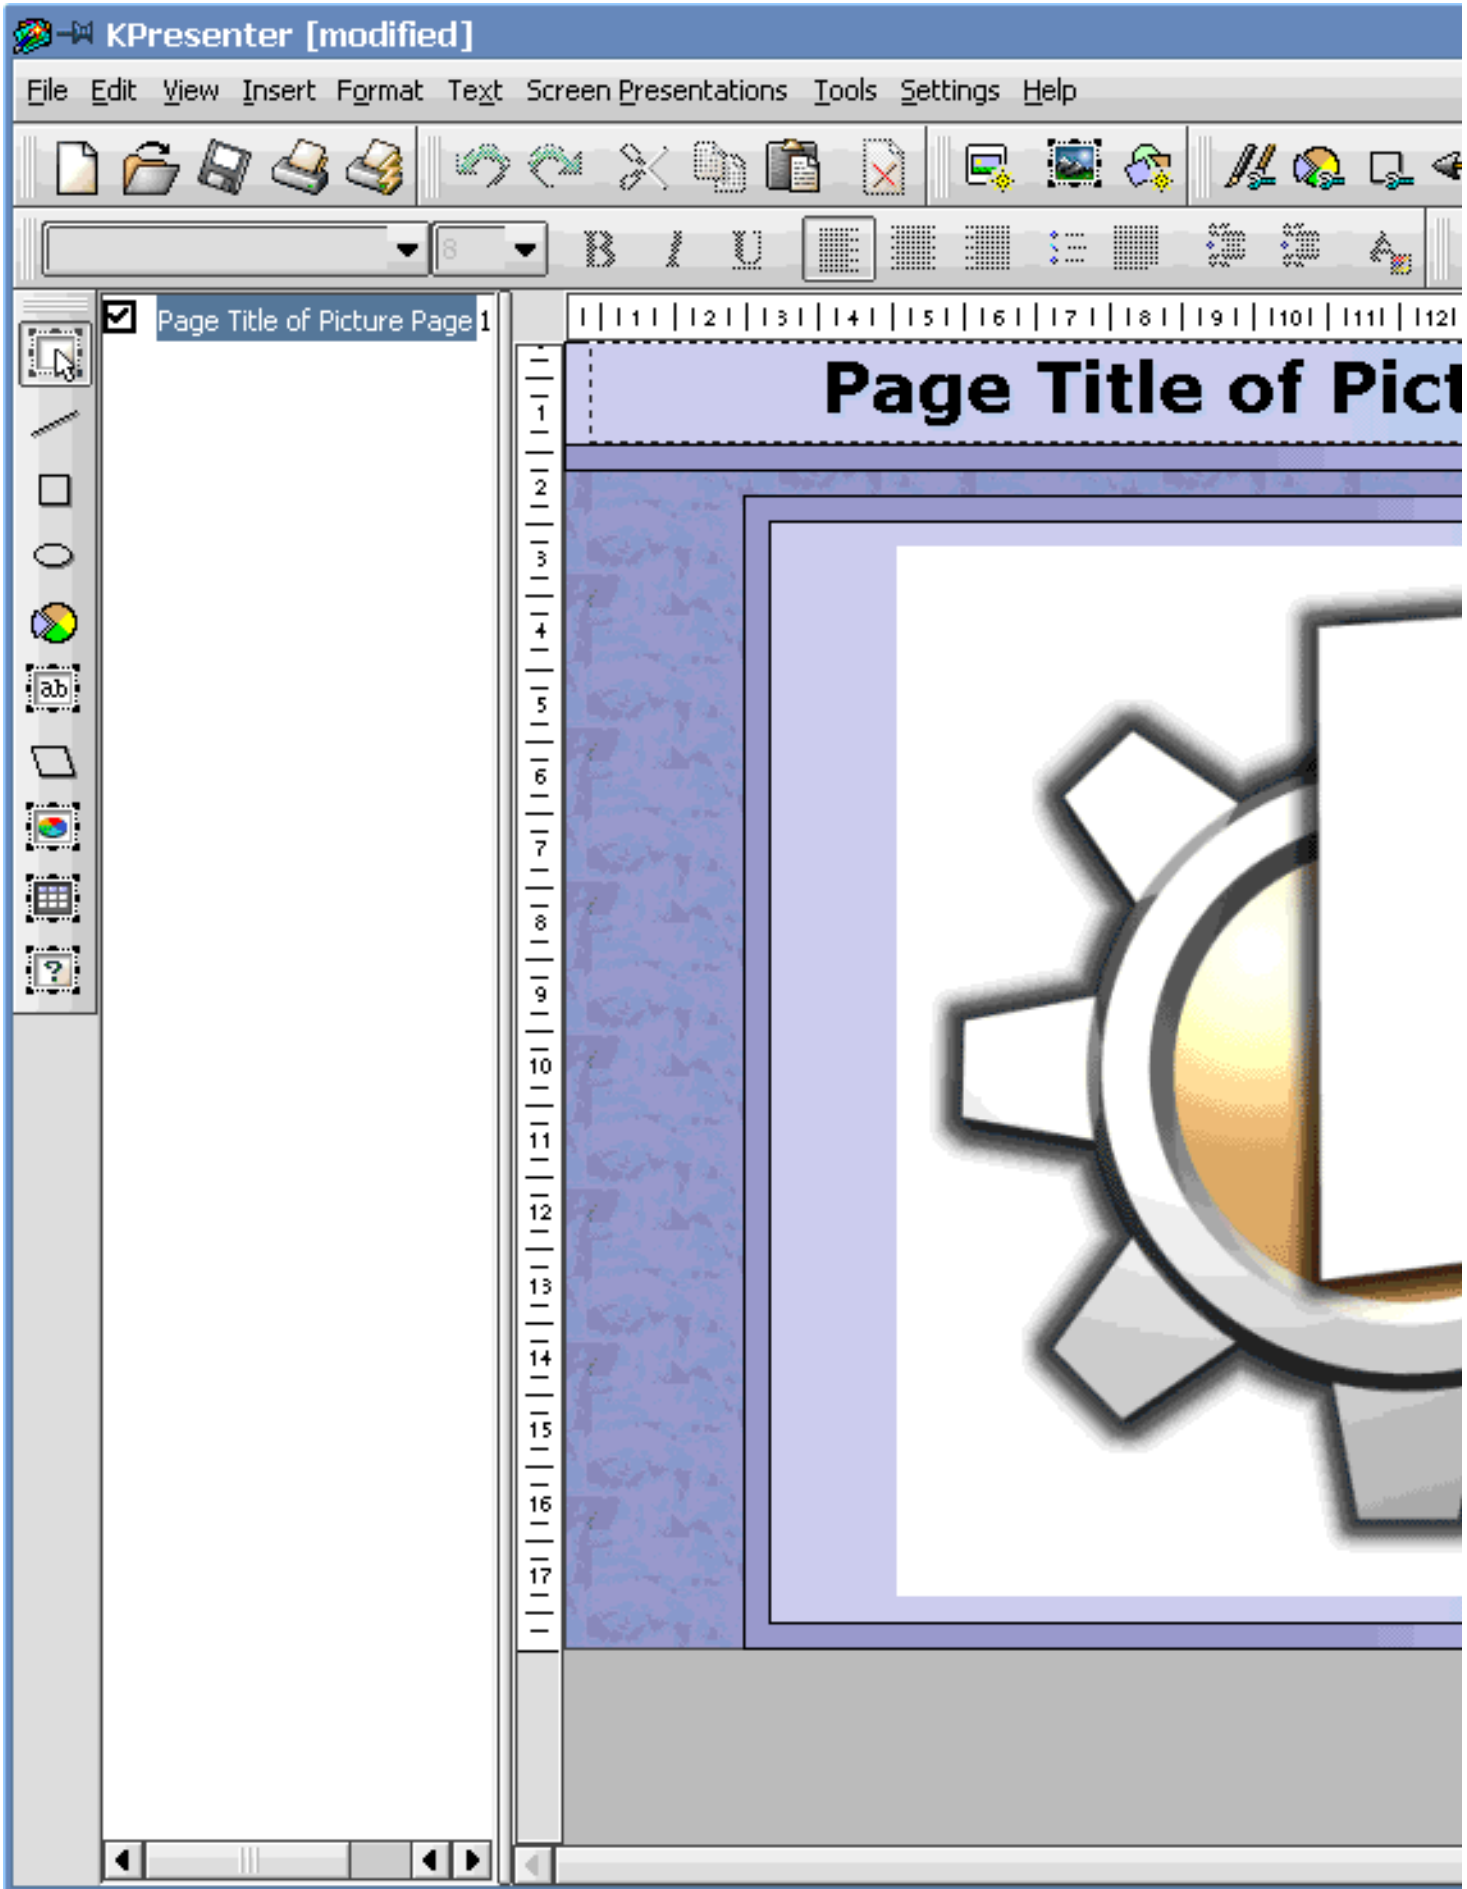 KPresenter [modified]
File Edit View Insert Format Text Screen Presentations Tools Settings Help
8 B I U A
Page Title of Picture Page 1
1 2 3 4 5 6 7 8 9 10 11 12
Page Title of Pict
1
2
3
4
5
6
7
8
9
10
11
12
13
14
15
16
17
ab
?